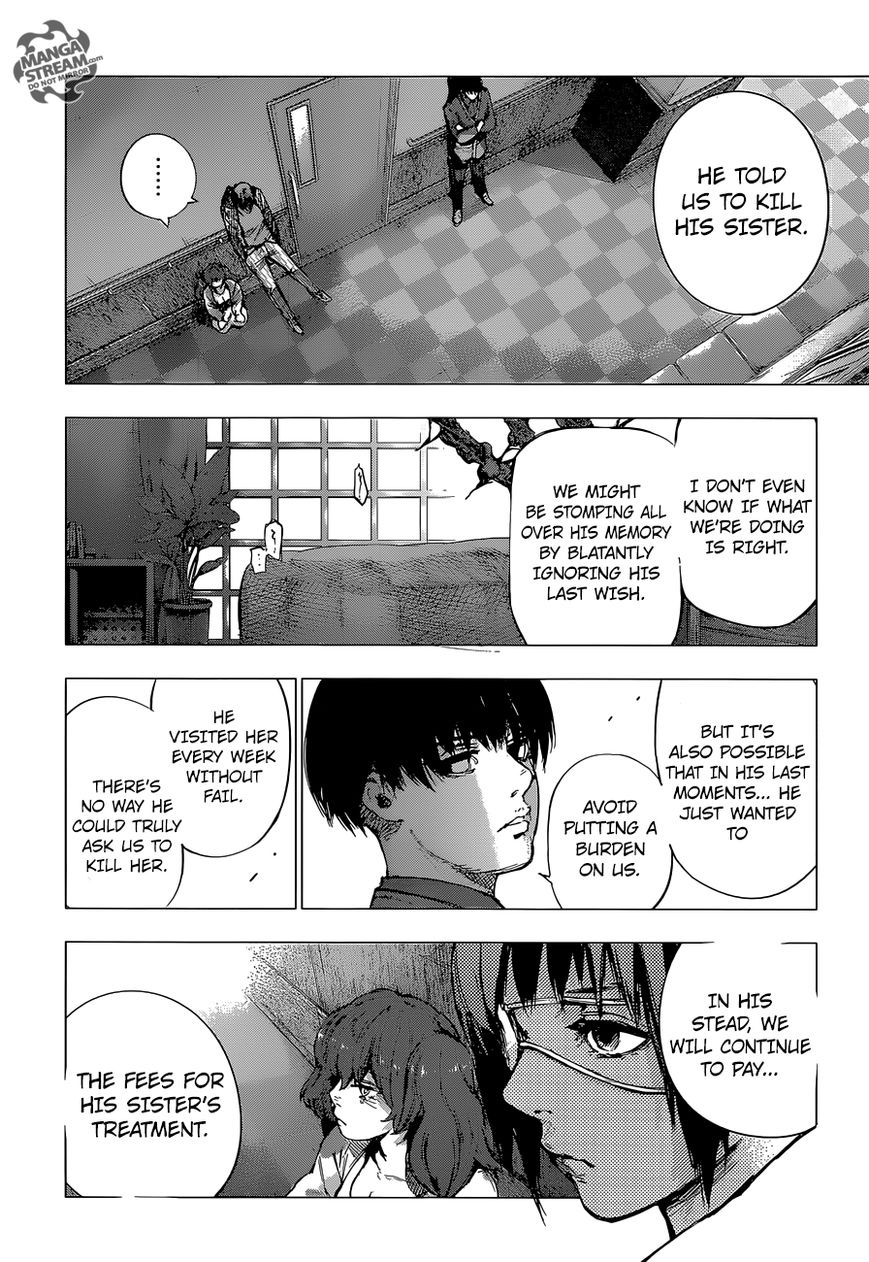 MANGA
STREAM.com
DO NOT MIRROR
HE TOLD
US TO KILL
HIS SISTER.
I DON'T EVEN
KNOW IF WHAT
WE'RE DOING
IS RIGHT.
WE MIGHT
BE STOMPING ALL
OVER HIS MEMORY
BY BLATANTLY
IGNORING HIS
LAST WISH.
BUT IT'S
ALSO POSSIBLE
THAT IN HIS LAST
MOMENTS... HE
JUST WANTED
TO
AVOID
PUTTING A
BURDEN
ON US.
HE
VISITED HER
EVERY WEEK
WITHOUT
FAIL.
THERE'S
NO WAY HE
COULD TRULY
ASK US TO
KILL HER.
IN HIS
STEAD, WE
WILL CONTINUE
TO PAY...
THE FEES FOR
HIS SISTER'S
TREATMENT.